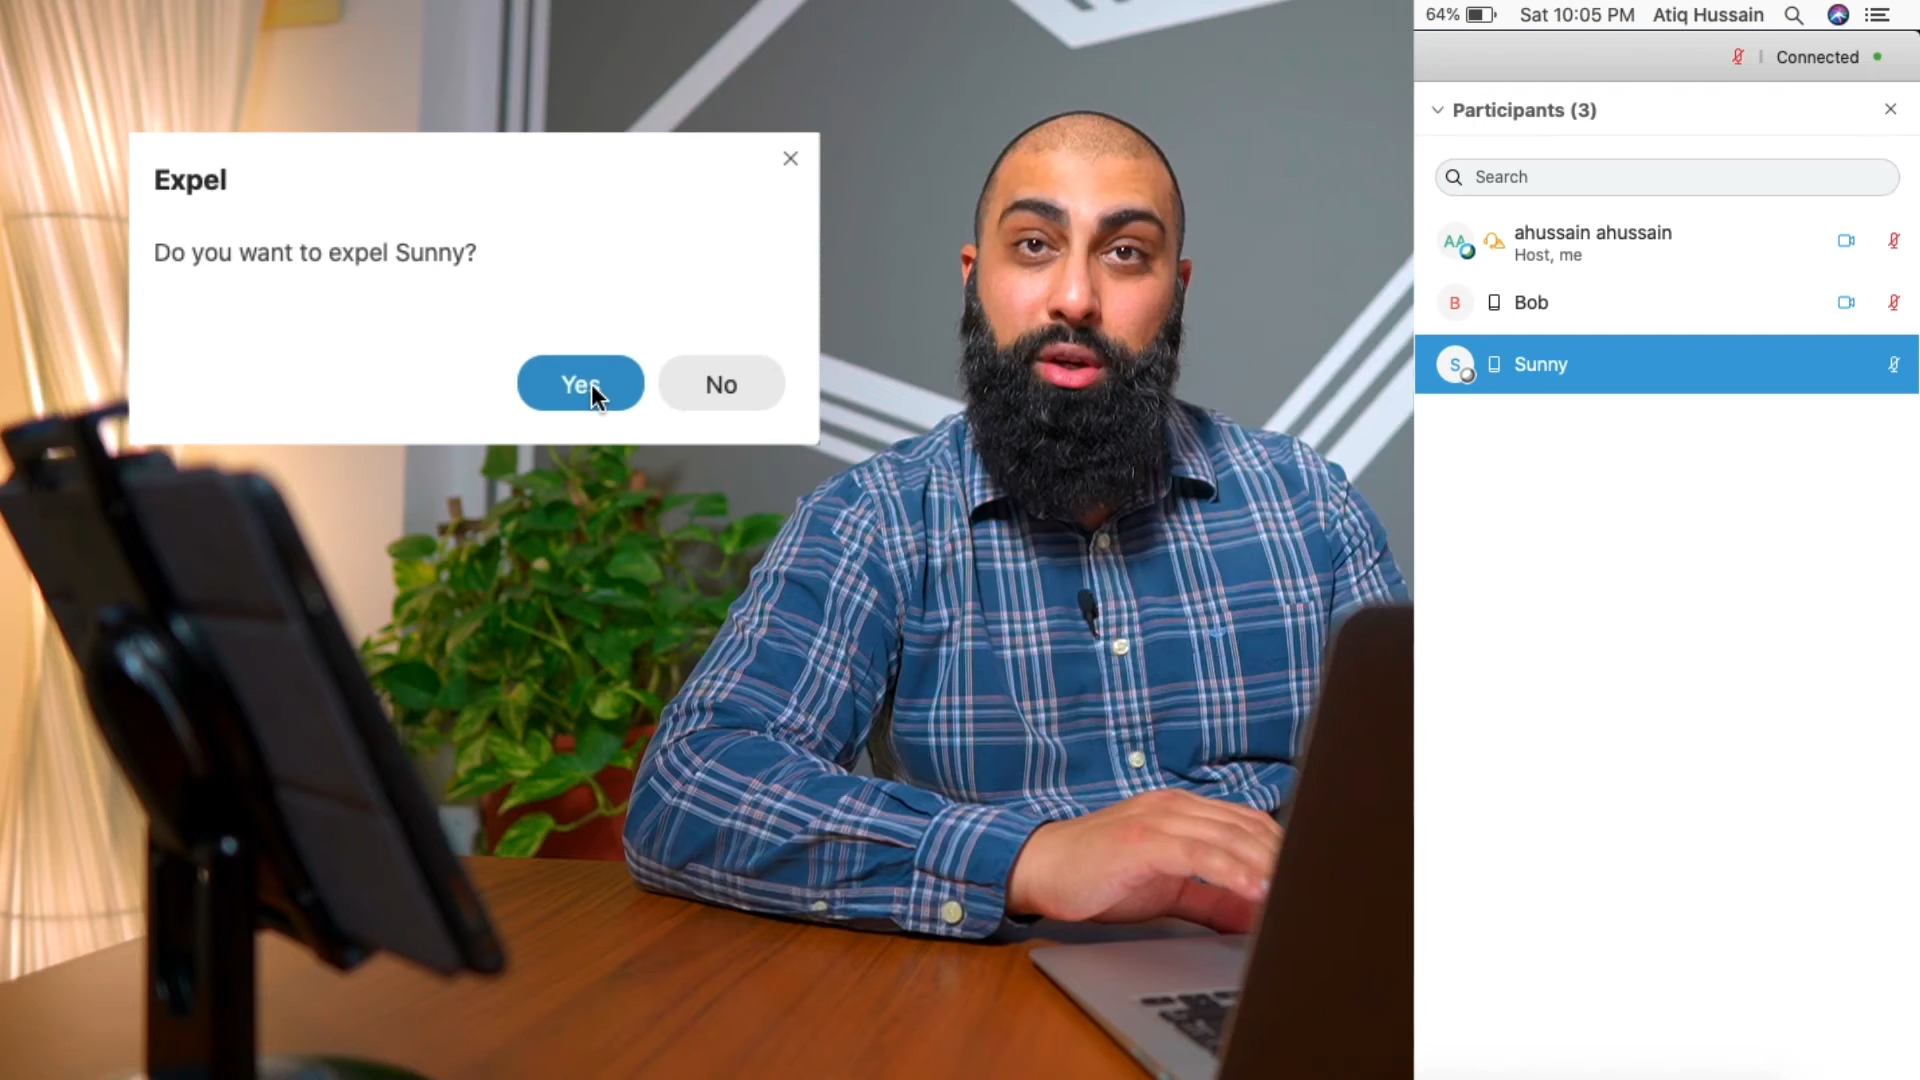 64% Sat 10:05 PM Atiq Hussain
Connected
Participants (3)
Search
Expel
Do you want to expel Sunny?
Yes No
AA ahussain ahussain
Host, me
B Bob
S Sunny